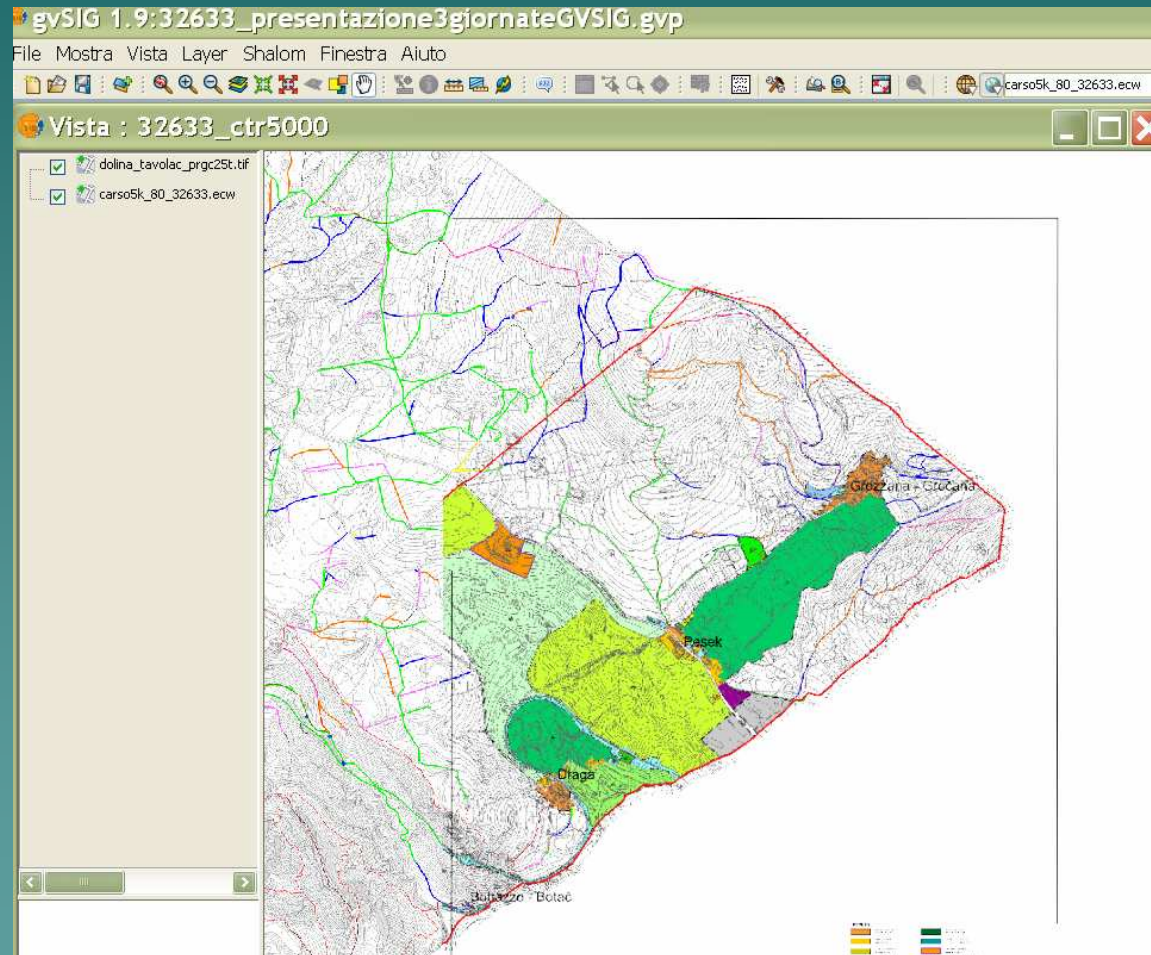 gvSIG 1.9:32633_presentazione3giornateGVSIG.gvp
File Mostra Vista Layer Shalom Finestra Aiuto
carso5k_80_32633.ecw
Vista : 32633_ctr5000
dolina_tavolac_prgc25t.tif
carso5k_80_32633.ecw
Grozzana - Gročana
Pesek
Draga
Bottazzo - Botač